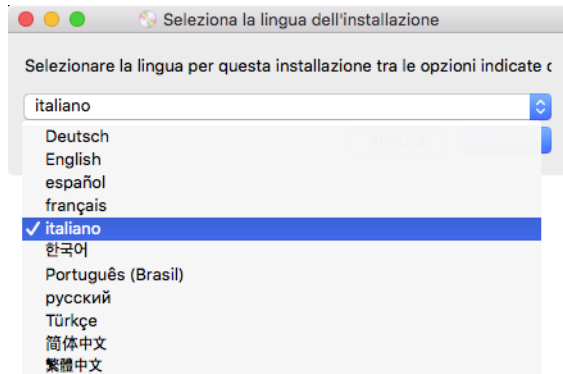 Seleziona la lingua dell'installazione
Selezionare la lingua per questa installazione tra le opzioni indicate
italiano
Deutsch
English
español
français
✓ italiano
한국어
Português (Brasil)
русский
Türkçe
简体中文
繁體中文